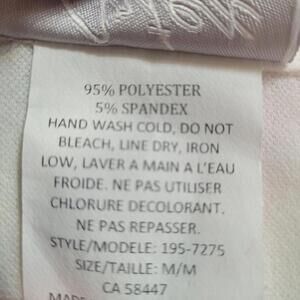 95% POLYESTER
5% SPANDEX
HAND WASH COLD, DO NOT
BLEACH, LINE DRY, IRON
LOW, LAVER A MAIN A L'EAU
FROIDE. NE PAS UTILISER
CHLORURE DECOLORANT.
NE PAS REPASSER.
STYLE/MODELE: 195-7275
SIZE/TAILLE: M/M
CA 58447